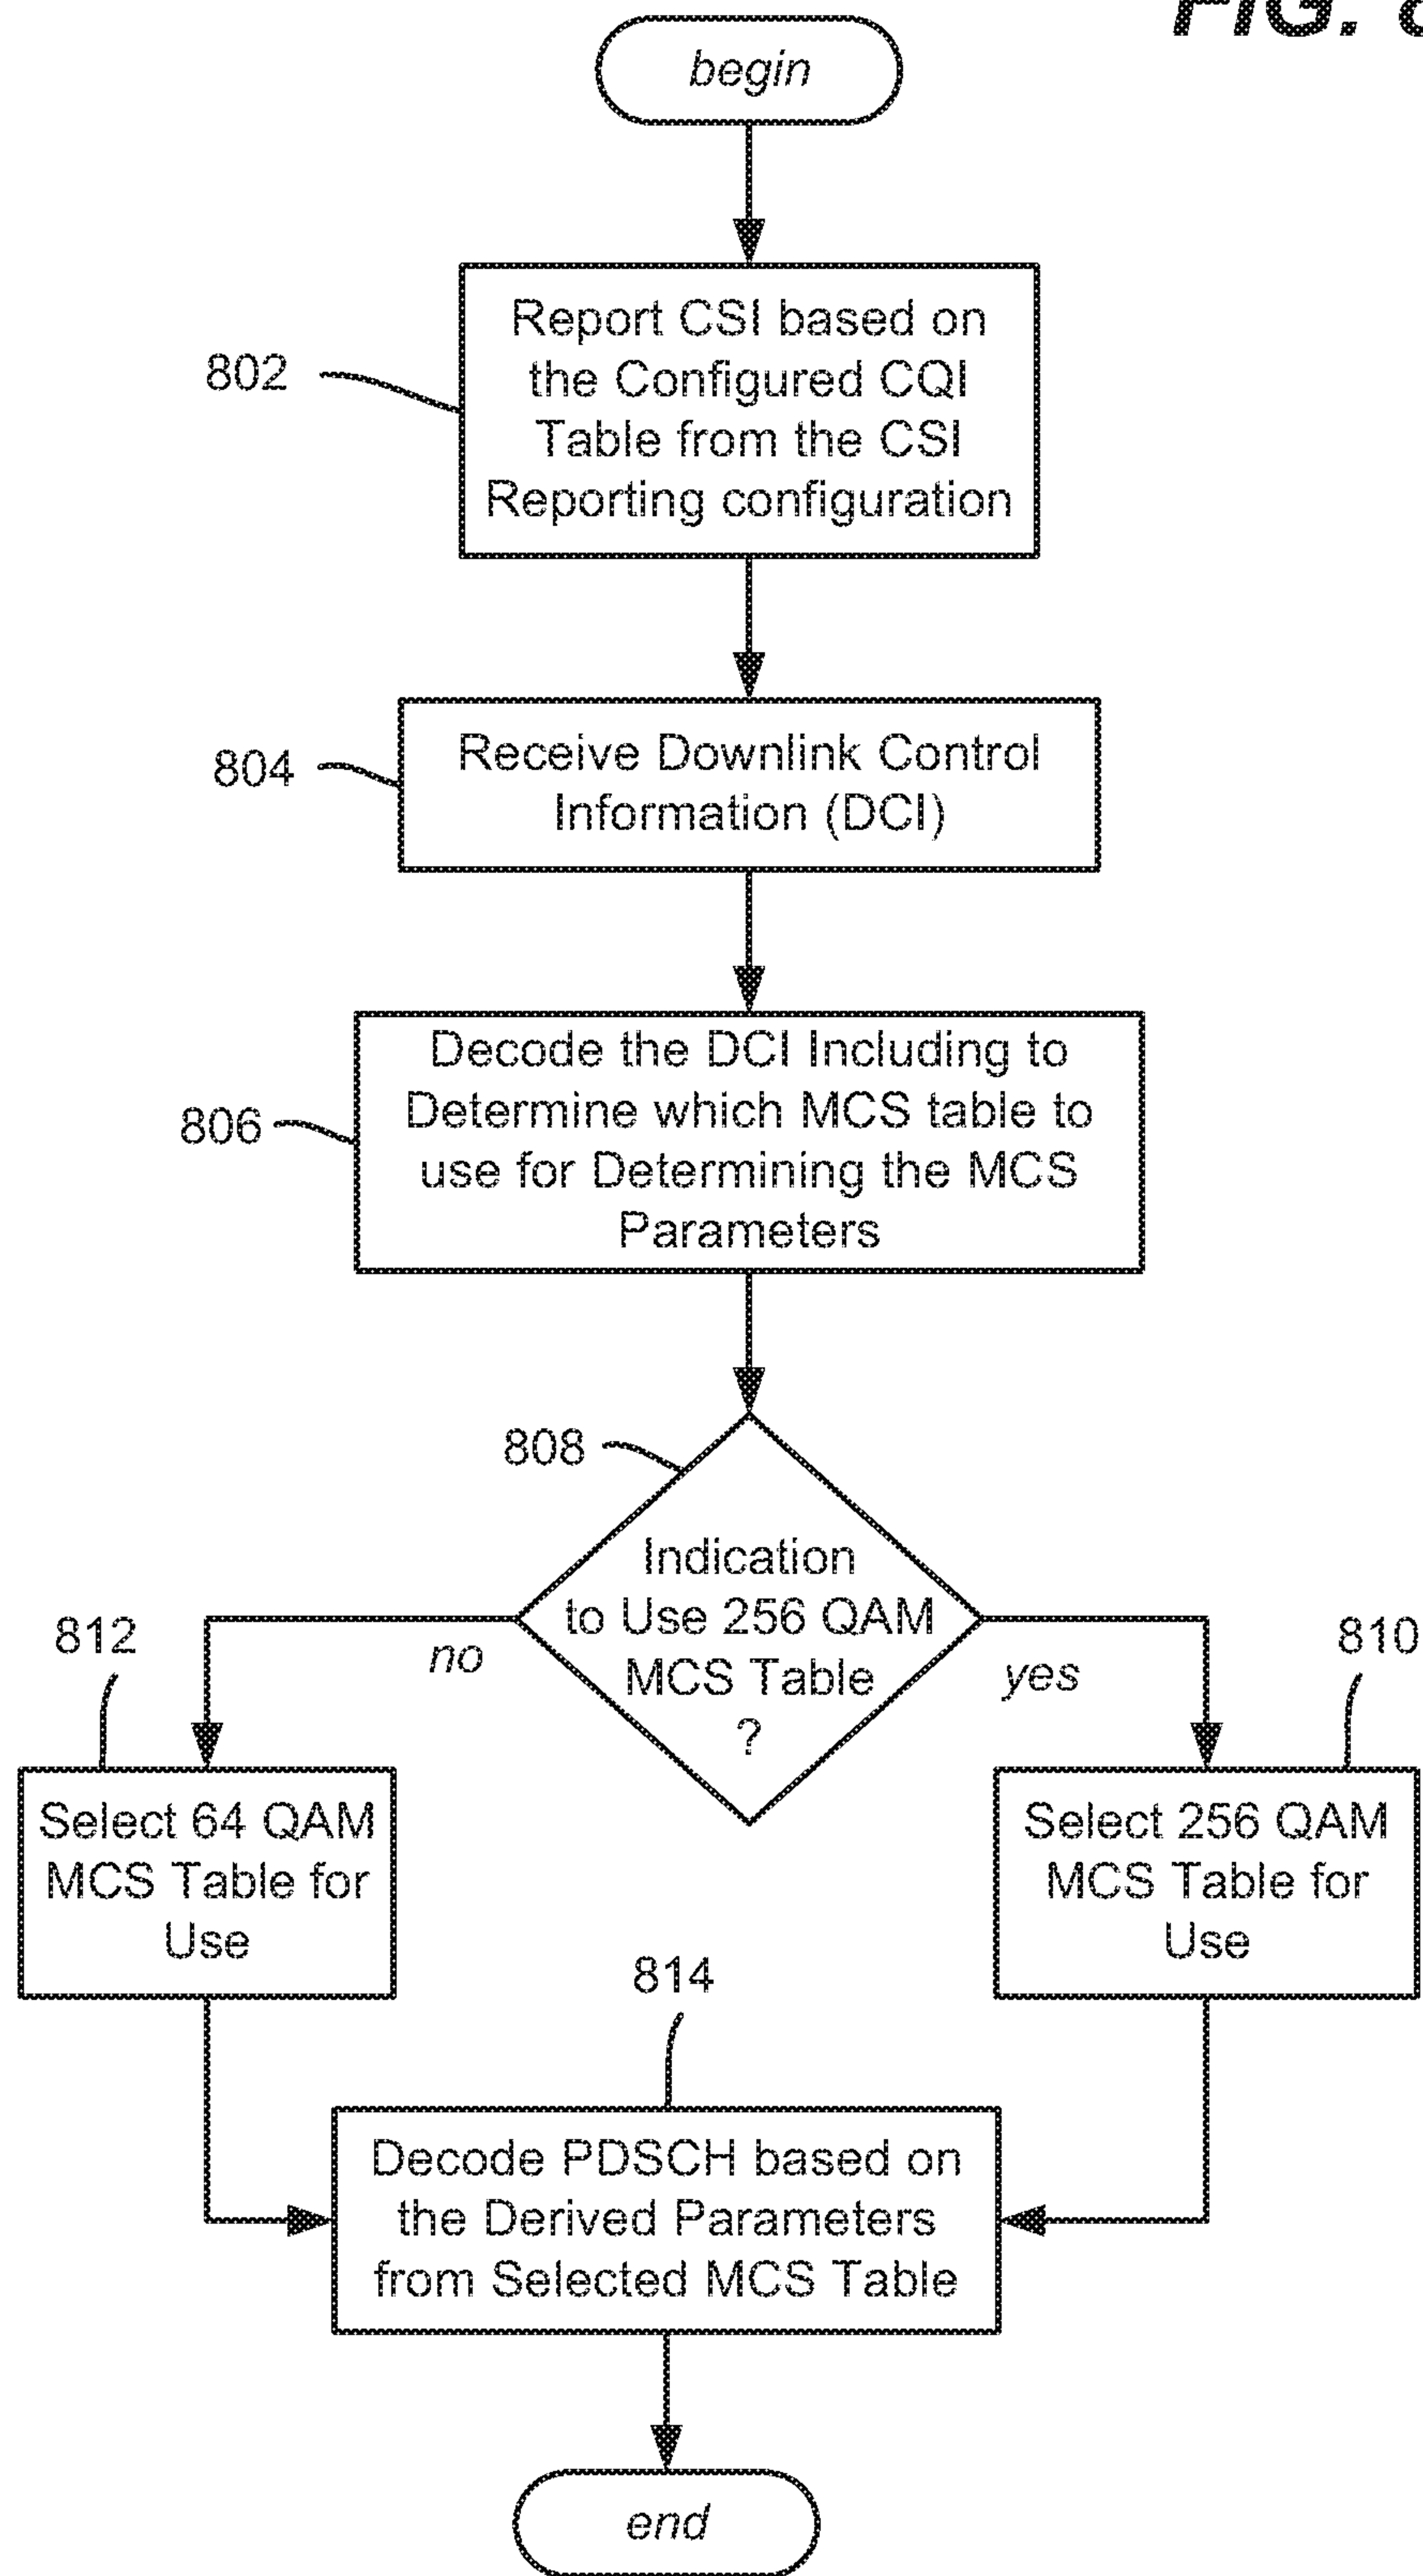 FIG. 8
begin
802
Report CSI based on
the Configured CQI
Table from the CSI
Reporting configuration
804
Receive Downlink Control
Information (DCI)
806
Decode the DCI Including to
Determine which MCS table to
use for Determining the MCS
Parameters
808
Indication
to Use 256 QAM
MCS Table
?
no
yes
812
810
Select 64 QAM
MCS Table for
Use
Select 256 QAM
MCS Table for
Use
814
Decode PDSCH based on
the Derived Parameters
from Selected MCS Table
end